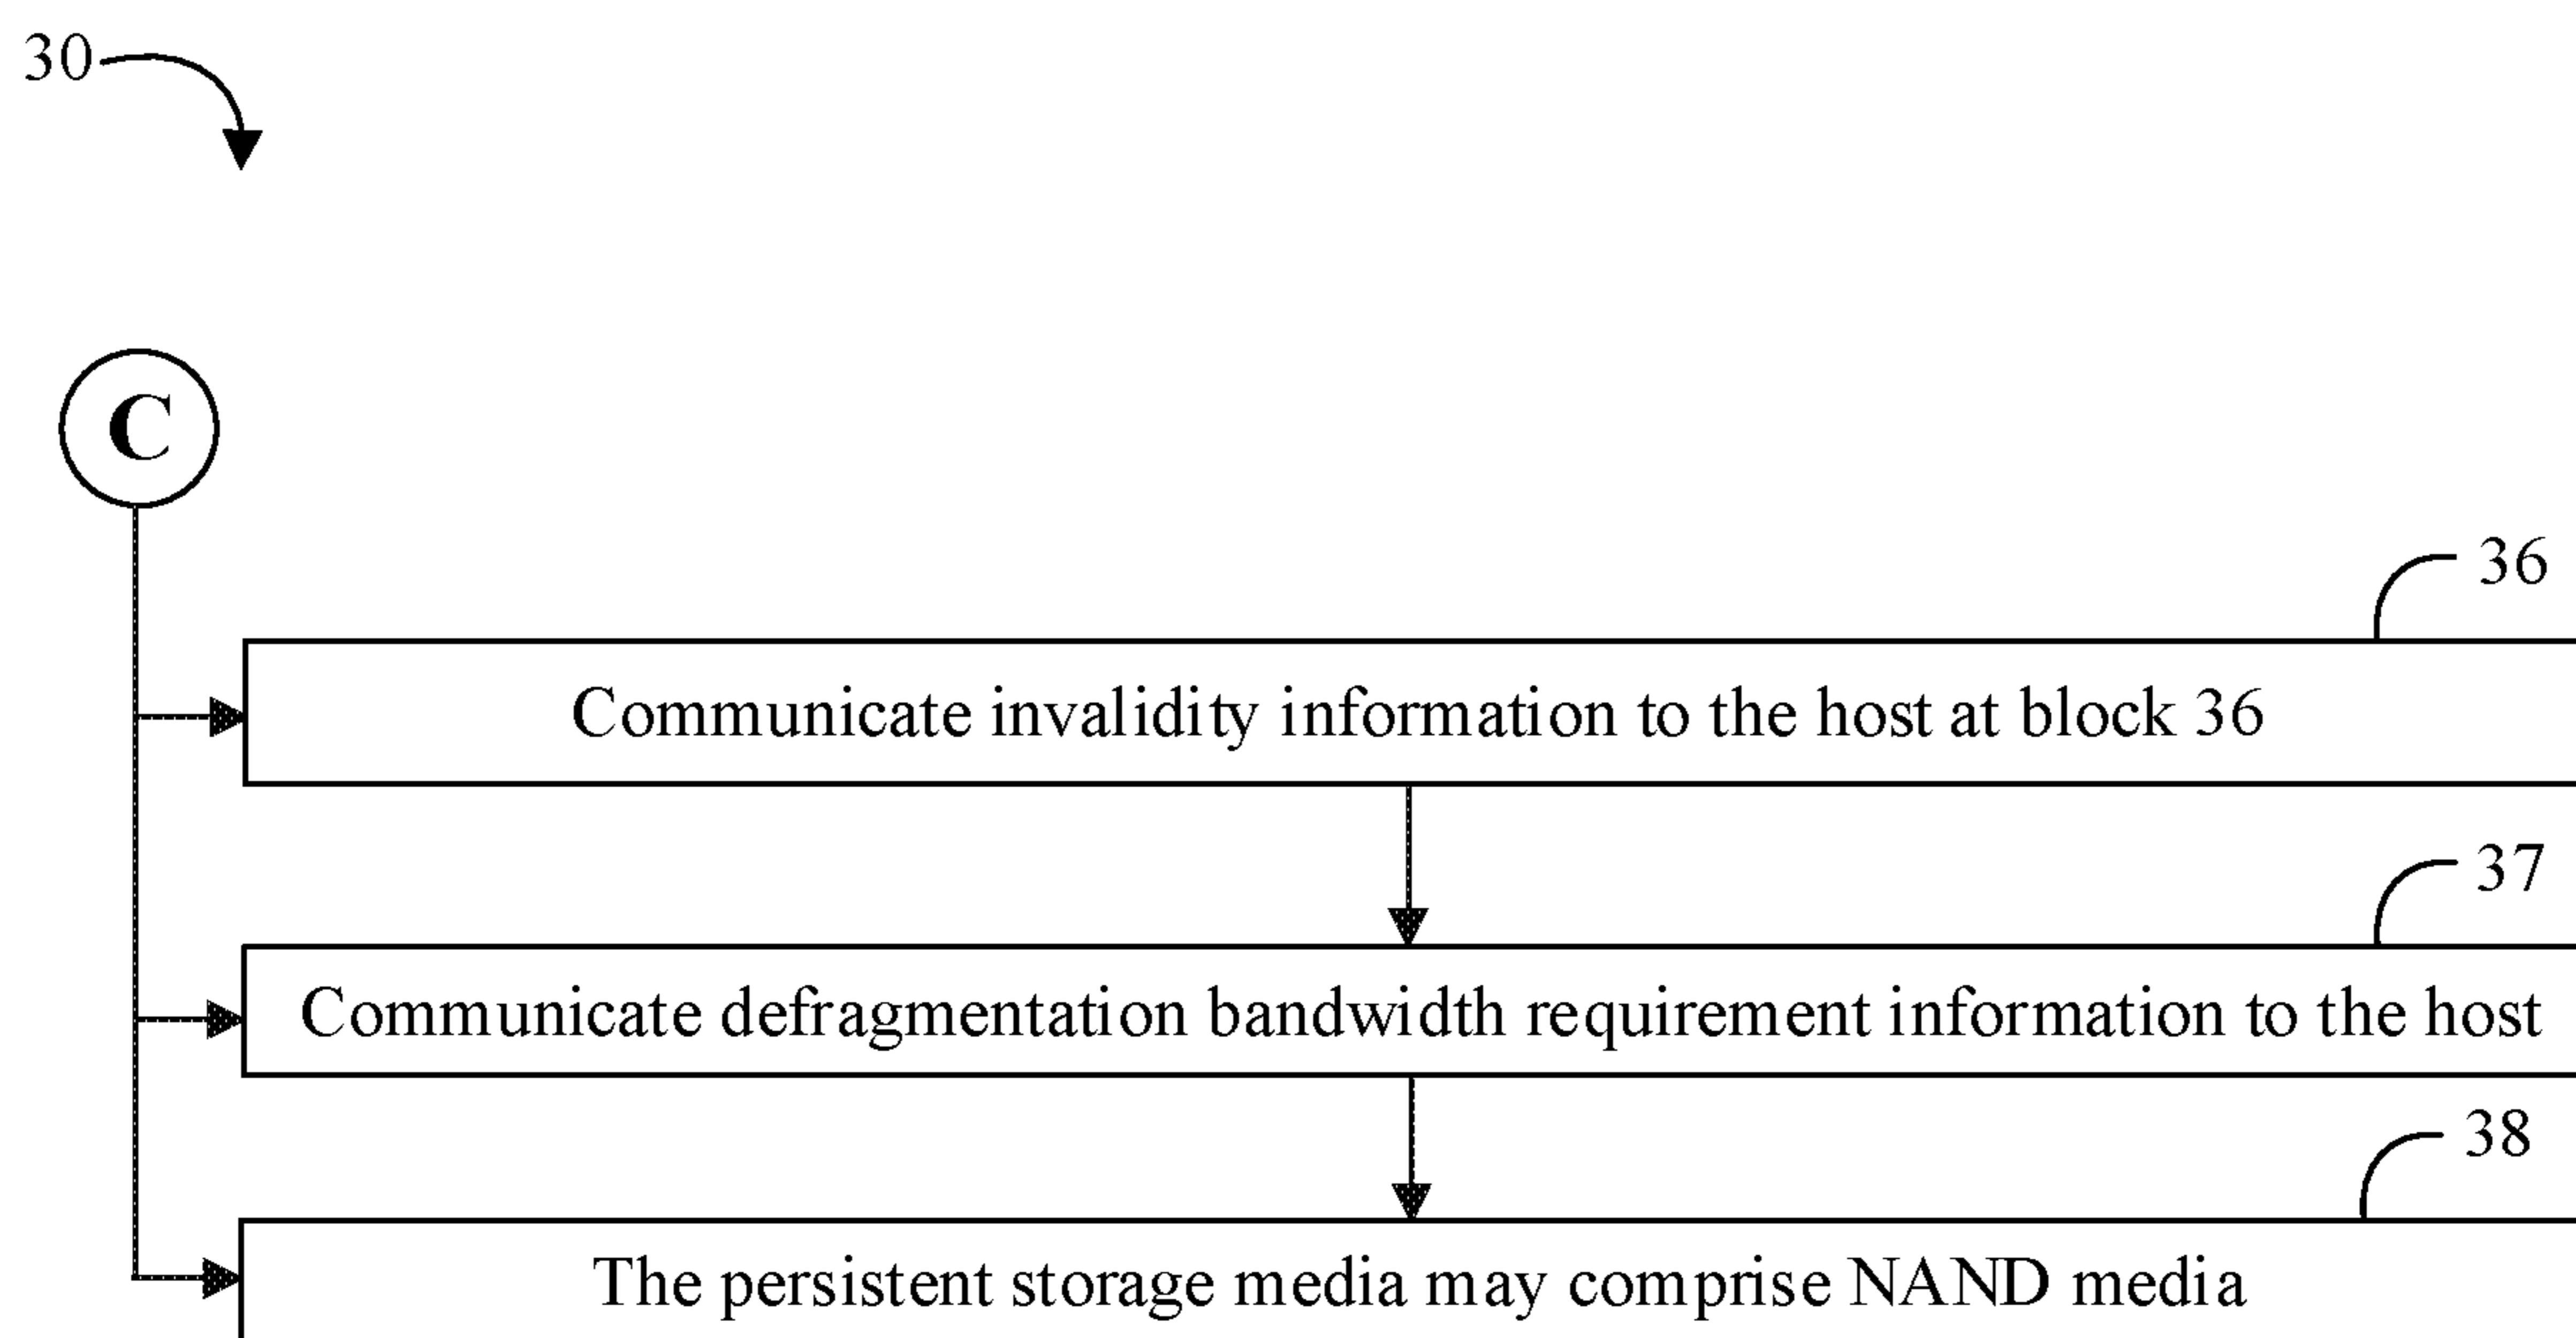 30
C
36
Communicate invalidity information to the host at block 36
37
Communicate defragmentation bandwidth requirement information to the host
38
The persistent storage media may comprise NAND media